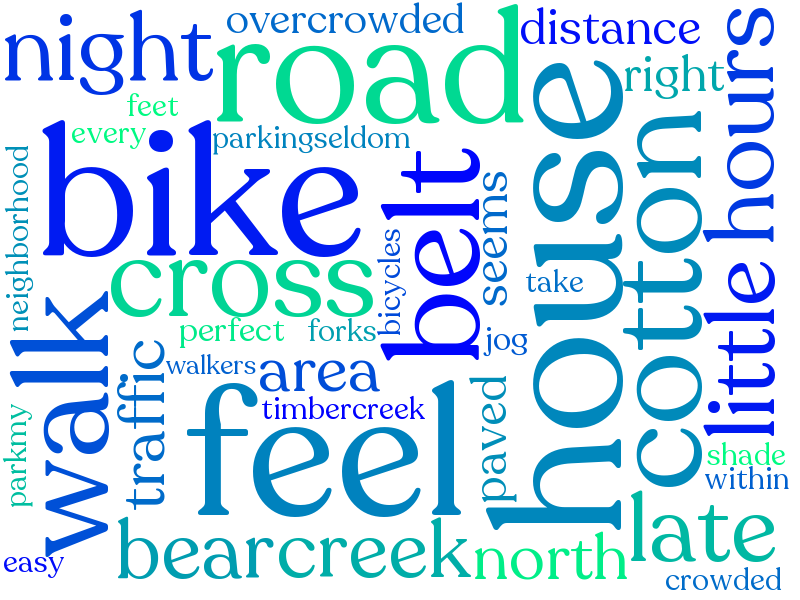 overcrowded
night
road
distance
right
hours
feet
every
parkingseldom
bike
house
cotton
belt
neighborhood
seems
bicycles
cross
take
little
perfect
forks
jog
walk
traffic
walkers
area
timbercreek
feel
paved
parkmy
shade
within
late
bearcreek
north
easy
crowded